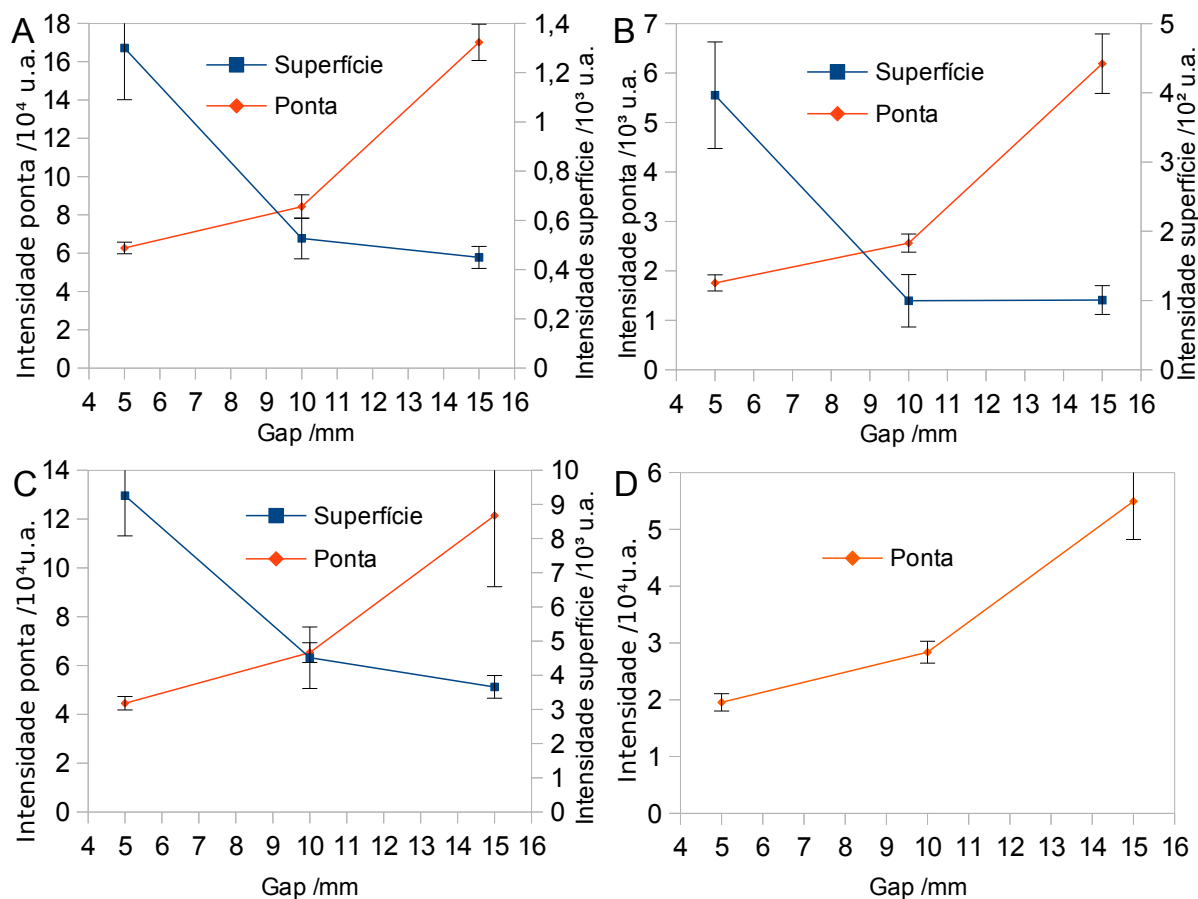 A
Intensidade ponta /10⁴ u.a.
18
16
14
12
10
8
6
4
2
0
Superfície
Ponta
1,4
1,2
1
0,8
0,6
0,4
0,2
0
Intensidade superfície /10³ u.a.
4 5 6 7 8 9 10 11 12 13 14 15 16
Gap /mm
B
Intensidade ponta /10³ u.a.
7
6
5
4
3
2
1
0
Superfície
Ponta
5
4
3
2
1
0
Intensidade superfície /10² u.a.
4 5 6 7 8 9 10 11 12 13 14 15 16
Gap /mm
C
Intensidade ponta /10⁴u.a.
14
12
10
8
6
4
2
0
Superfície
Ponta
10
9
8
7
6
5
4
3
2
1
0
Intensidade superfície /10³ u.a.
4 5 6 7 8 9 10 11 12 13 14 15 16
Gap /mm
D
Intensidade /10⁴u.a.
6
5
4
3
2
1
0
Ponta
4 5 6 7 8 9 10 11 12 13 14 15 16
Gap /mm